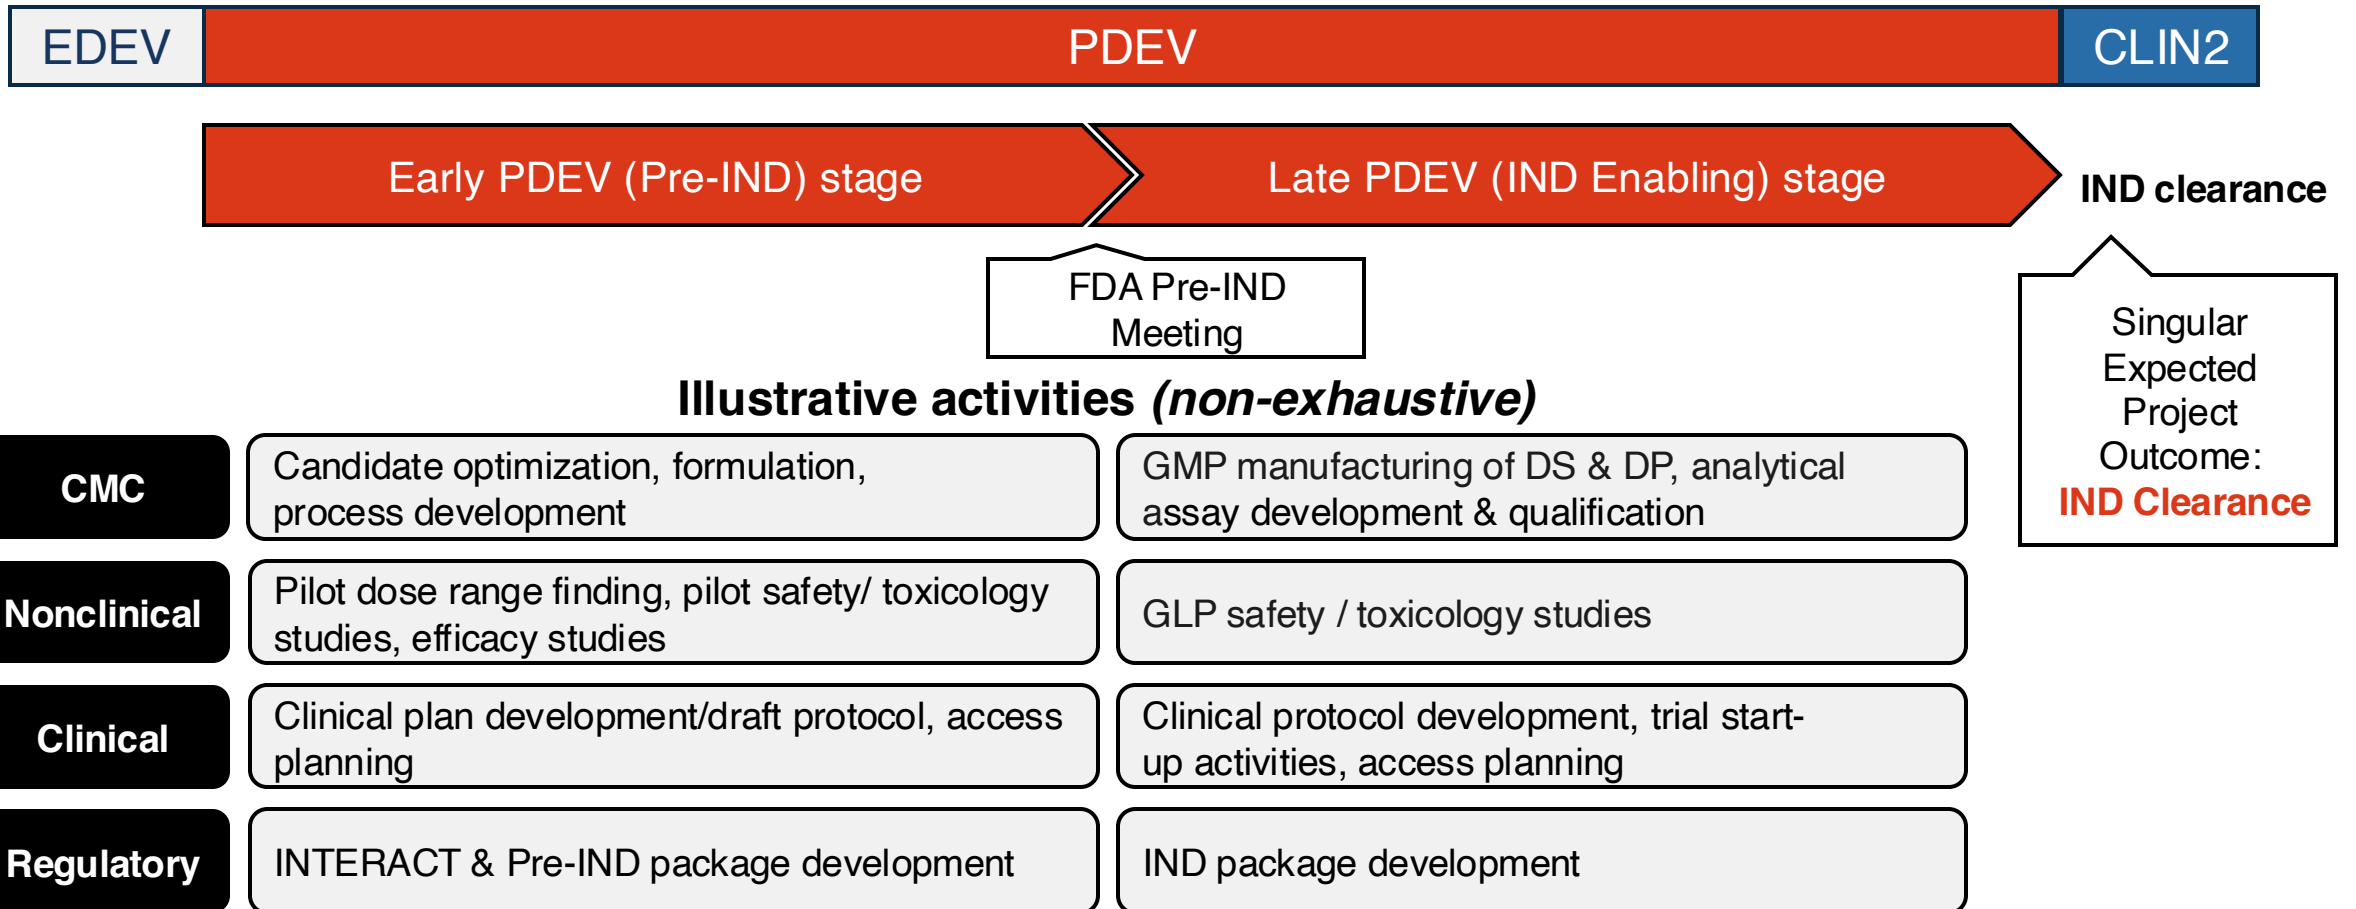 EDEV
PDEV
CLIN2
Early PDEV (Pre-IND) stage
Late PDEV (IND Enabling) stage
IND clearance
FDA Pre-IND
Meeting
Singular
Expected
Project
Outcome:
IND Clearance
Illustrative activities (non-exhaustive)
CMC
Candidate optimization, formulation,
process development
GMP manufacturing of DS & DP, analytical
assay development & qualification
Nonclinical
Pilot dose range finding, pilot safety/ toxicology
studies, efficacy studies
GLP safety / toxicology studies
Clinical
Clinical plan development/draft protocol, access
planning
Clinical protocol development, trial start-
up activities, access planning
Regulatory
INTERACT & Pre-IND package development
IND package development